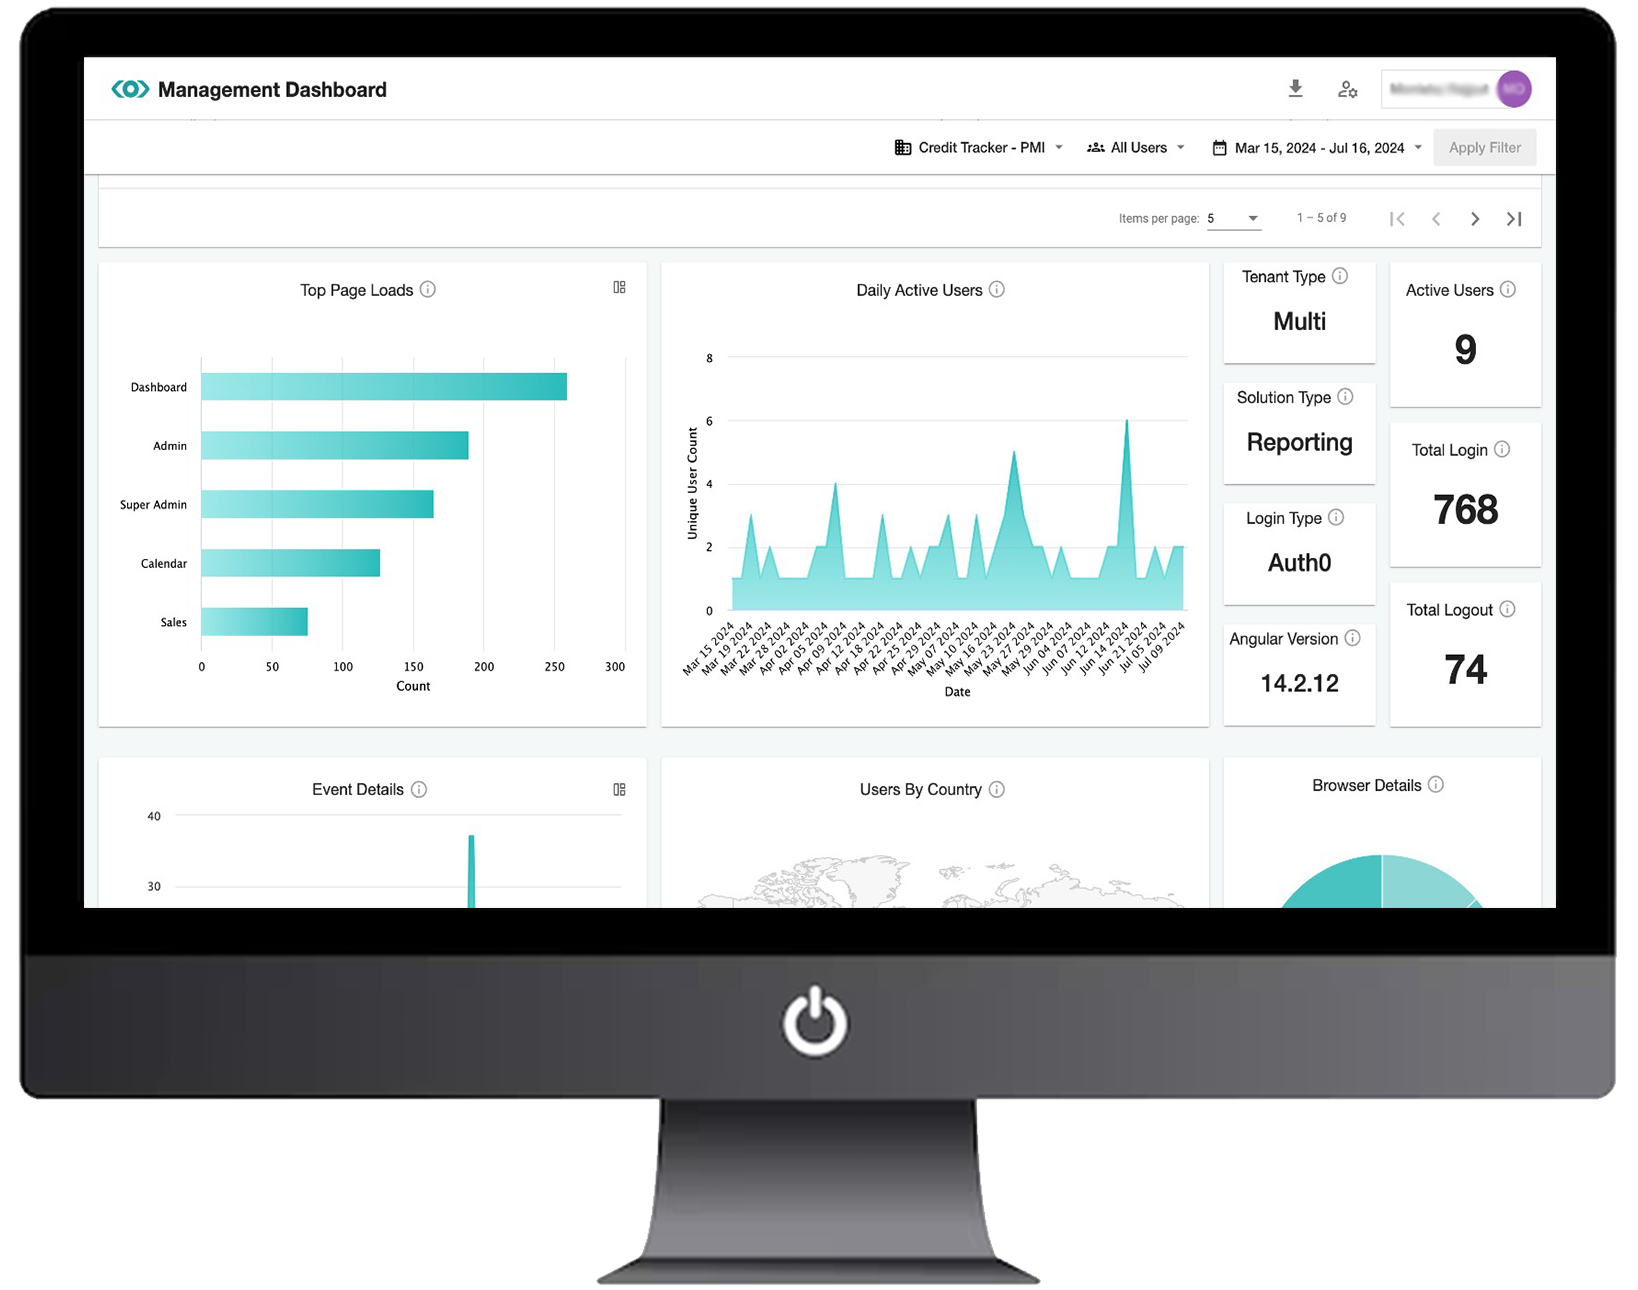 Management Dashboard
Credit Tracker - PMI
All Users
Mar 15, 2024 - Jul 16, 2024
Apply Filter
Items per page: 5
1 – 5 of 9
Top Page Loads
Dashboard
Admin
Super Admin
Calendar
Sales
0 50 100 150 200 250 300
Count
Daily Active Users
Unique User Count
8
6
4
2
0
Mar 15 2024
Mar 19 2024
Mar 22 2024
Mar 28 2024
Apr 02 2024
Apr 05 2024
Apr 09 2024
Apr 12 2024
Apr 18 2024
Apr 22 2024
Apr 25 2024
Apr 29 2024
May 07 2024
May 10 2024
May 16 2024
May 23 2024
May 27 2024
May 29 2024
Jun 04 2024
Jun 07 2024
Jun 12 2024
Jun 14 2024
Jun 21 2024
Jul 05 2024
Jul 09 2024
Date
Tenant Type
Multi
Solution Type
Reporting
Login Type
Auth0
Angular Version
14.2.12
Active Users
9
Total Login
768
Total Logout
74
Event Details
40
30
Users By Country
Browser Details